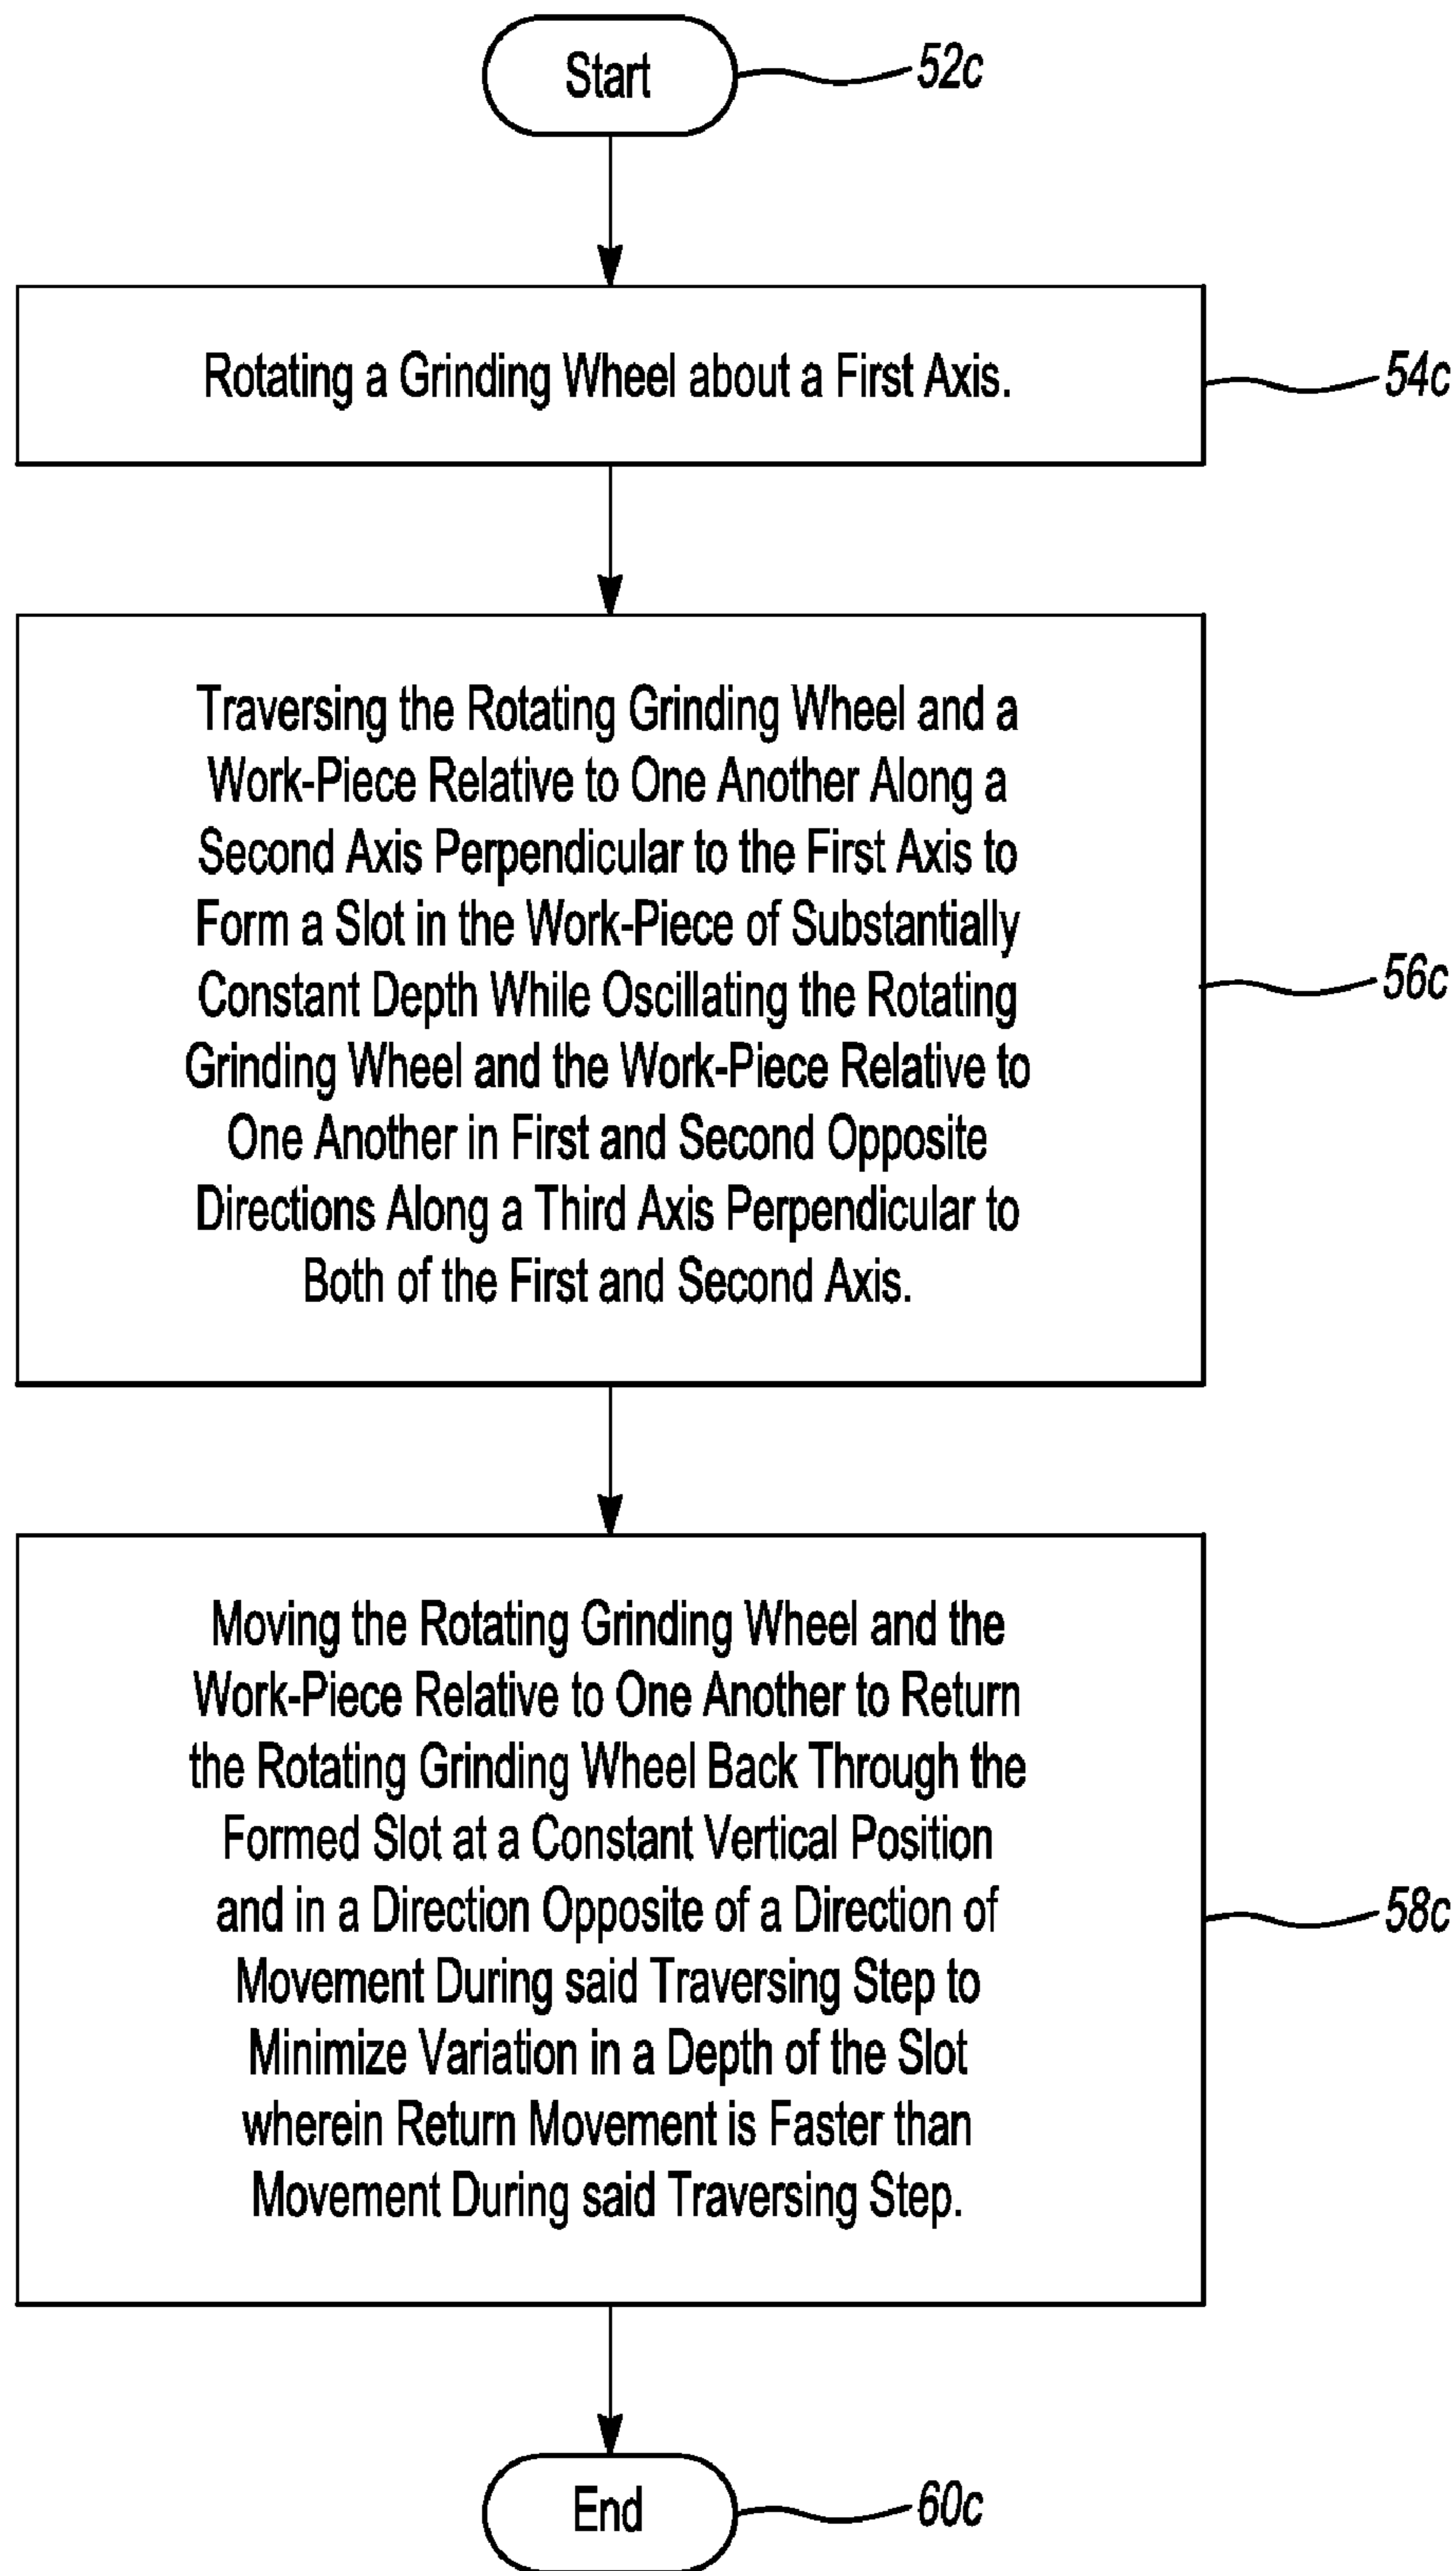 Start
52c
Rotating a Grinding Wheel about a First Axis.
54c
Traversing the Rotating Grinding Wheel and a
Work-Piece Relative to One Another Along a
Second Axis Perpendicular to the First Axis to
Form a Slot in the Work-Piece of Substantially
Constant Depth While Oscillating the Rotating
Grinding Wheel and the Work-Piece Relative to
One Another in First and Second Opposite
Directions Along a Third Axis Perpendicular to
Both of the First and Second Axis.
56c
Moving the Rotating Grinding Wheel and the
Work-Piece Relative to One Another to Return
the Rotating Grinding Wheel Back Through the
Formed Slot at a Constant Vertical Position
and in a Direction Opposite of a Direction of
Movement During said Traversing Step to
Minimize Variation in a Depth of the Slot
wherein Return Movement is Faster than
Movement During said Traversing Step.
58c
End
60c